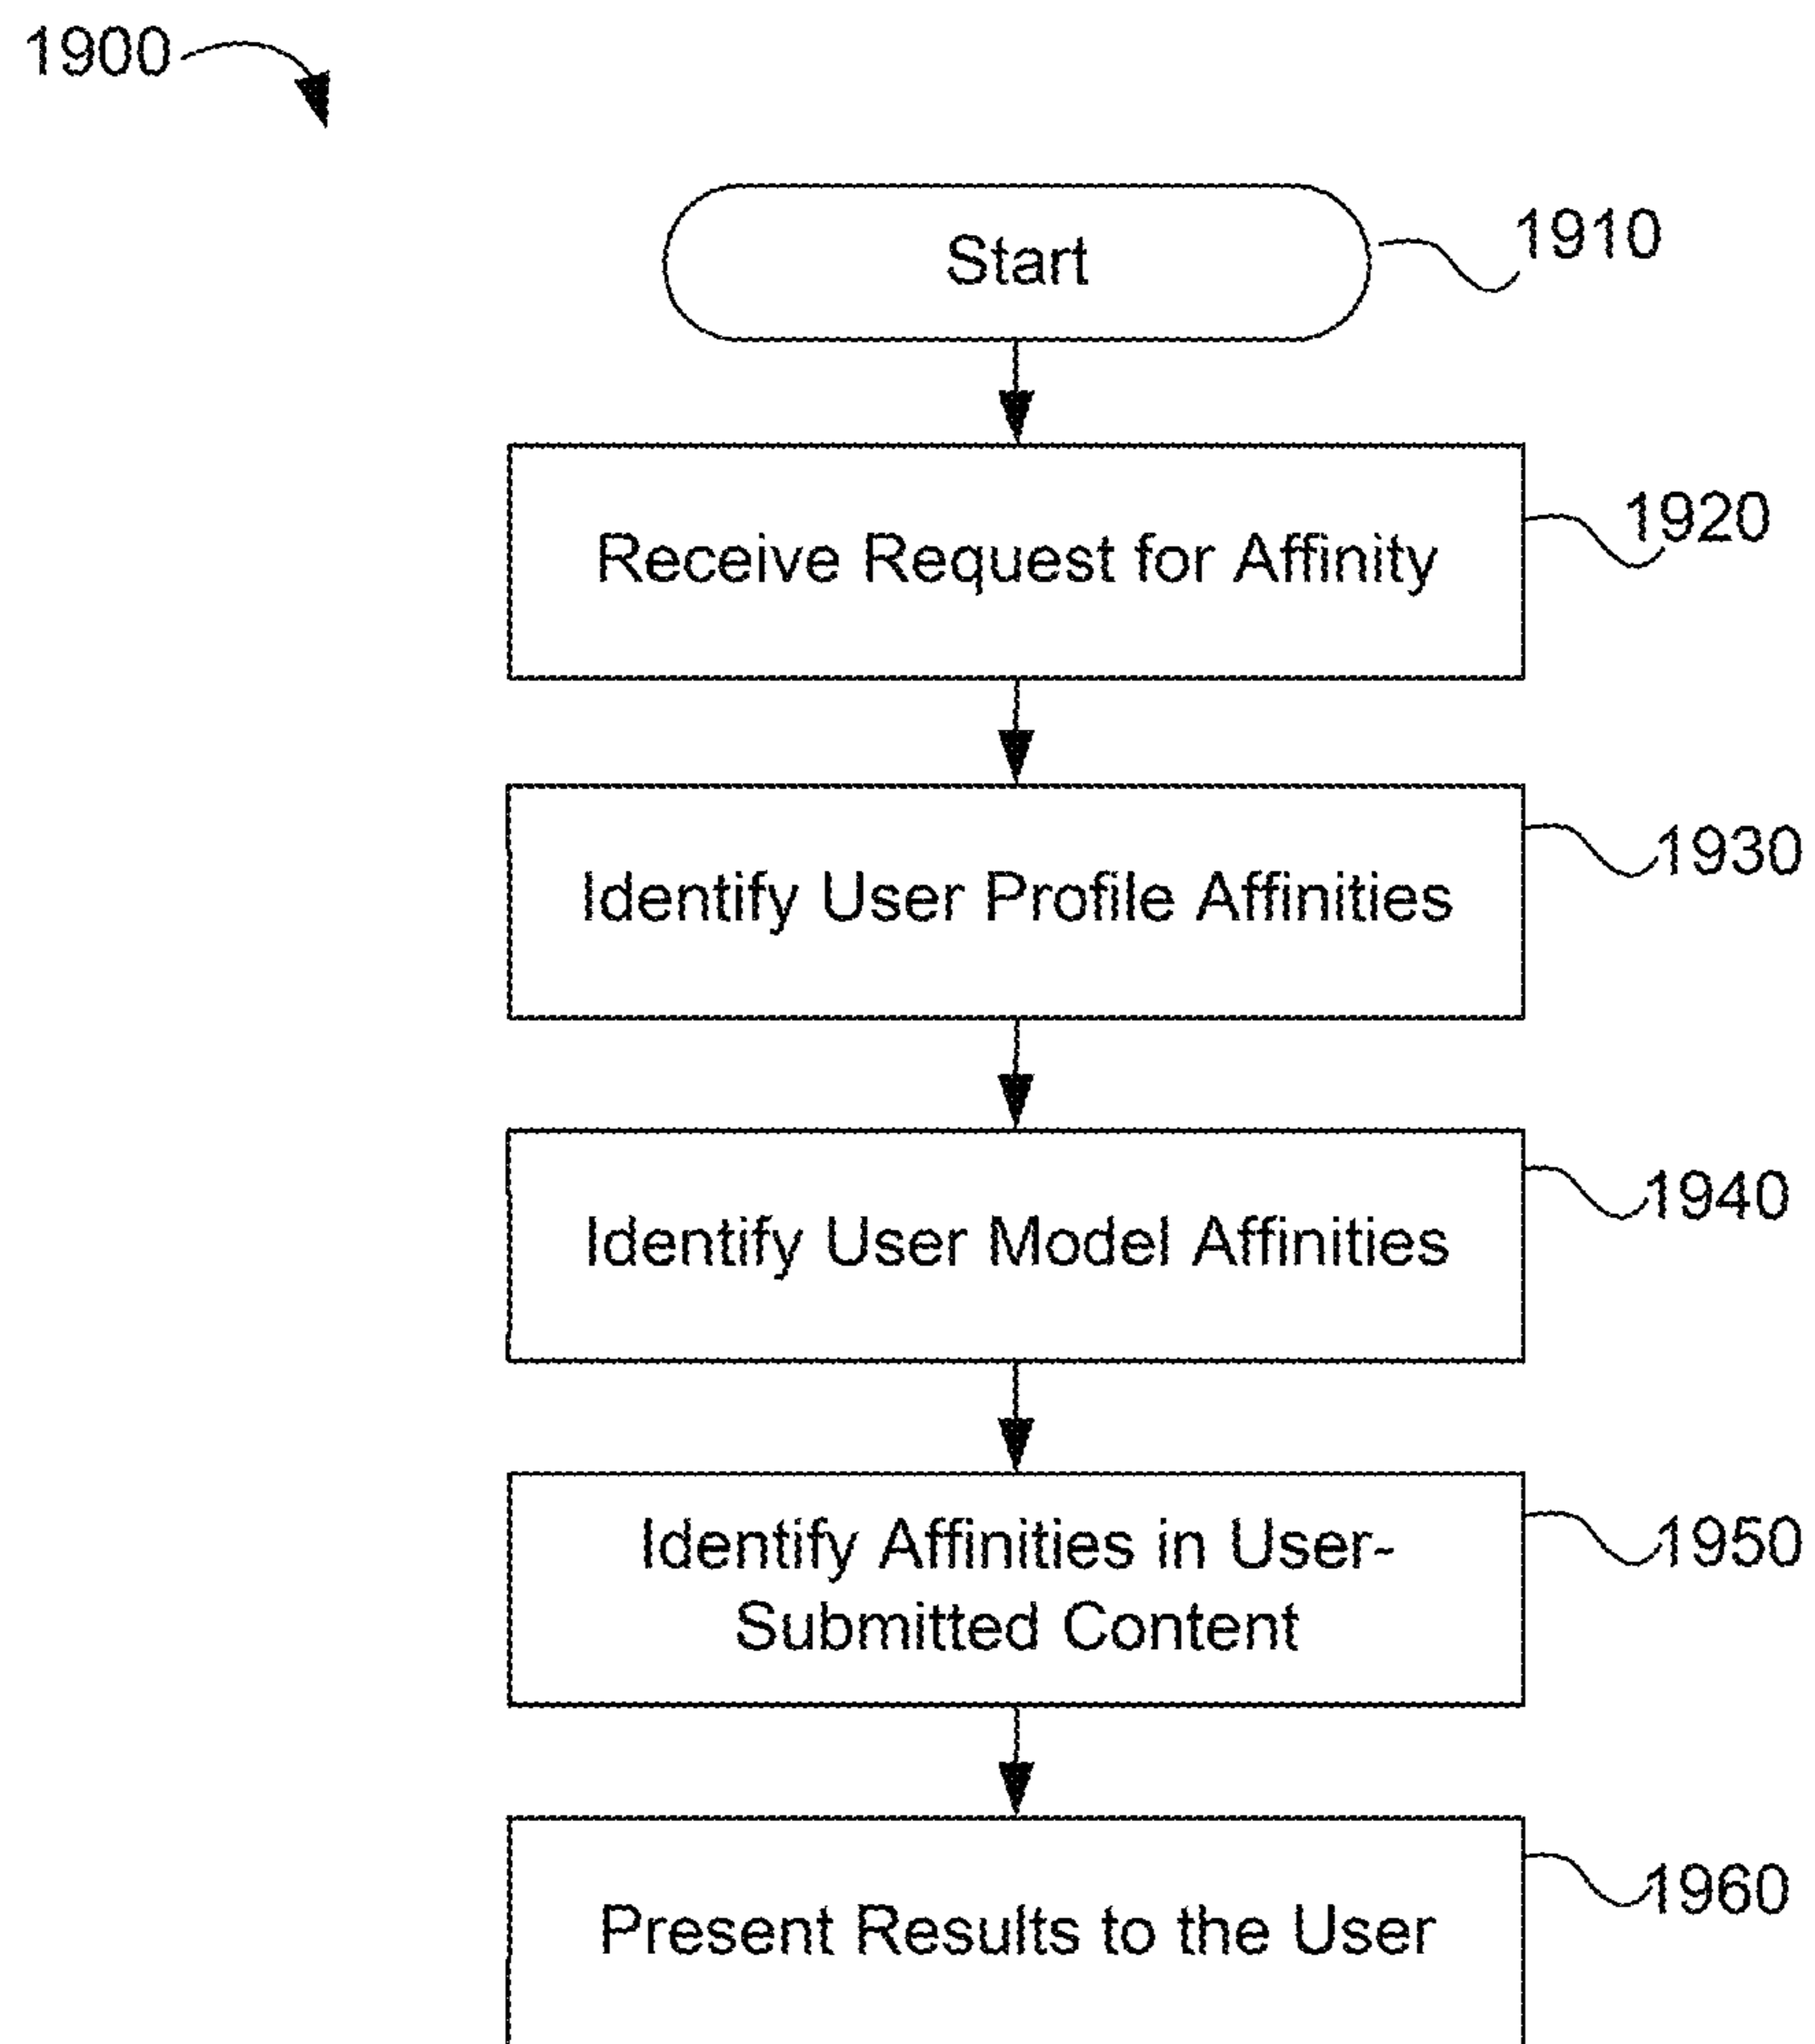 1900
Start
1910
Receive Request for Affinity
1920
Identify User Profile Affinities
1930
Identify User Model Affinities
1940
Identify Affinities in User-
Submitted Content
1950
Present Results to the User
1960